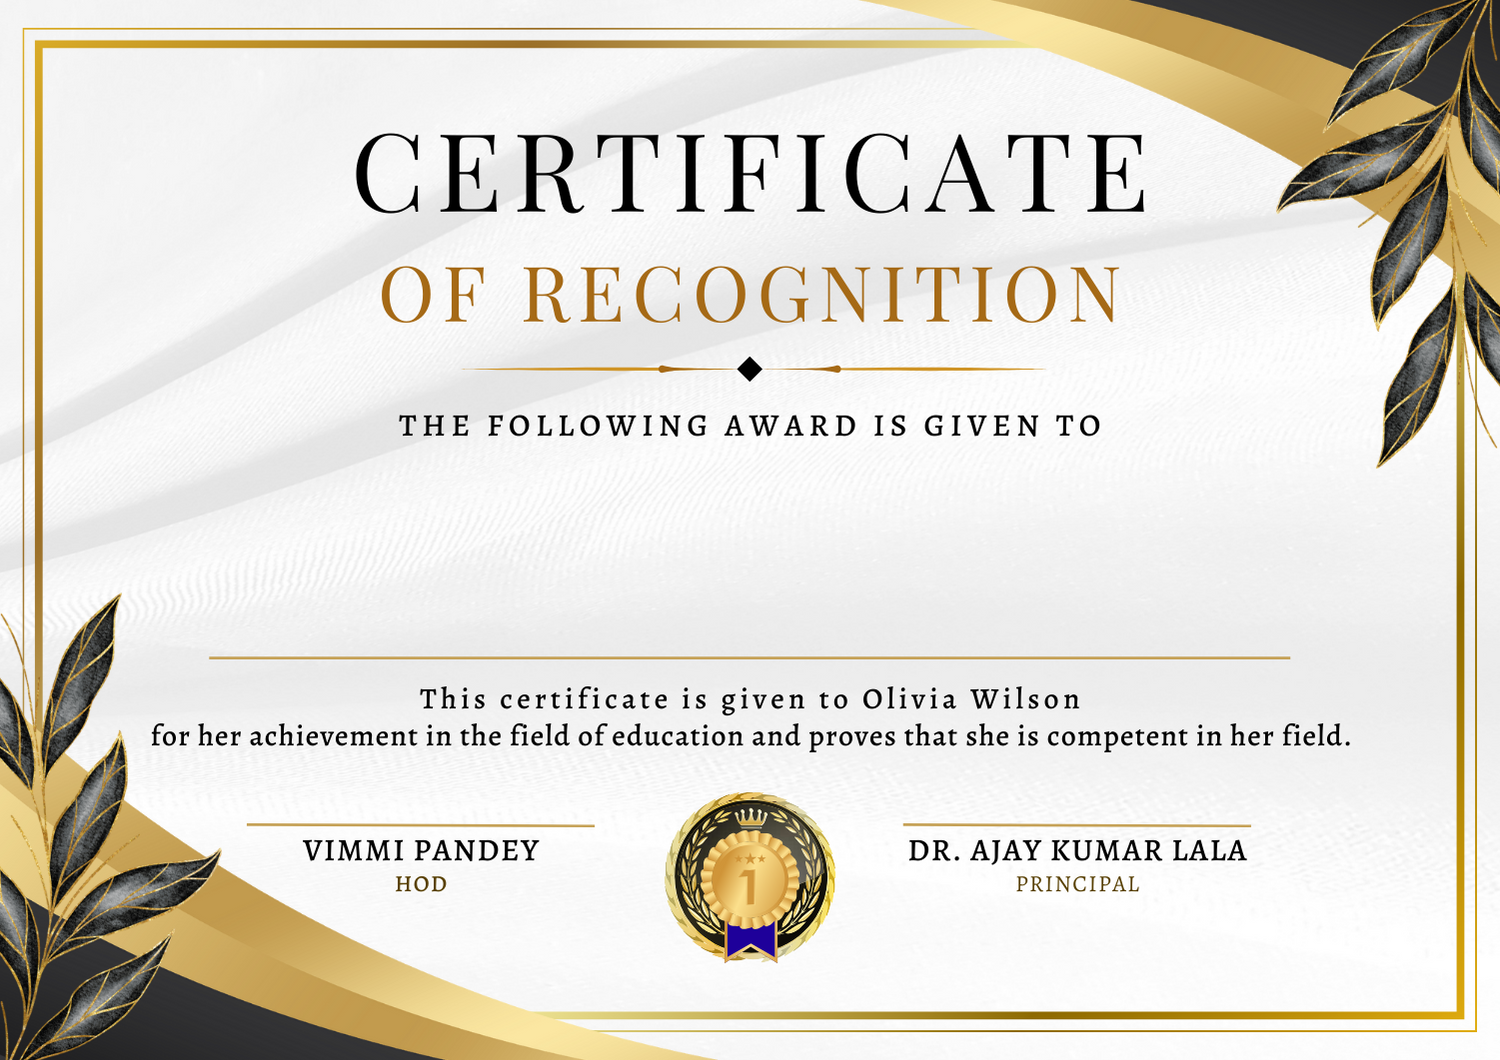 CERTIFICATE
OF RECOGNITION
THE FOLLOWING AWARD IS GIVEN TO
This certificate is given to Olivia Wilson
for her achievement in the field of education and proves that she is competent in her field.
VIMMI PANDEY
HOD
1
DR. AJAY KUMAR LALA
PRINCIPAL